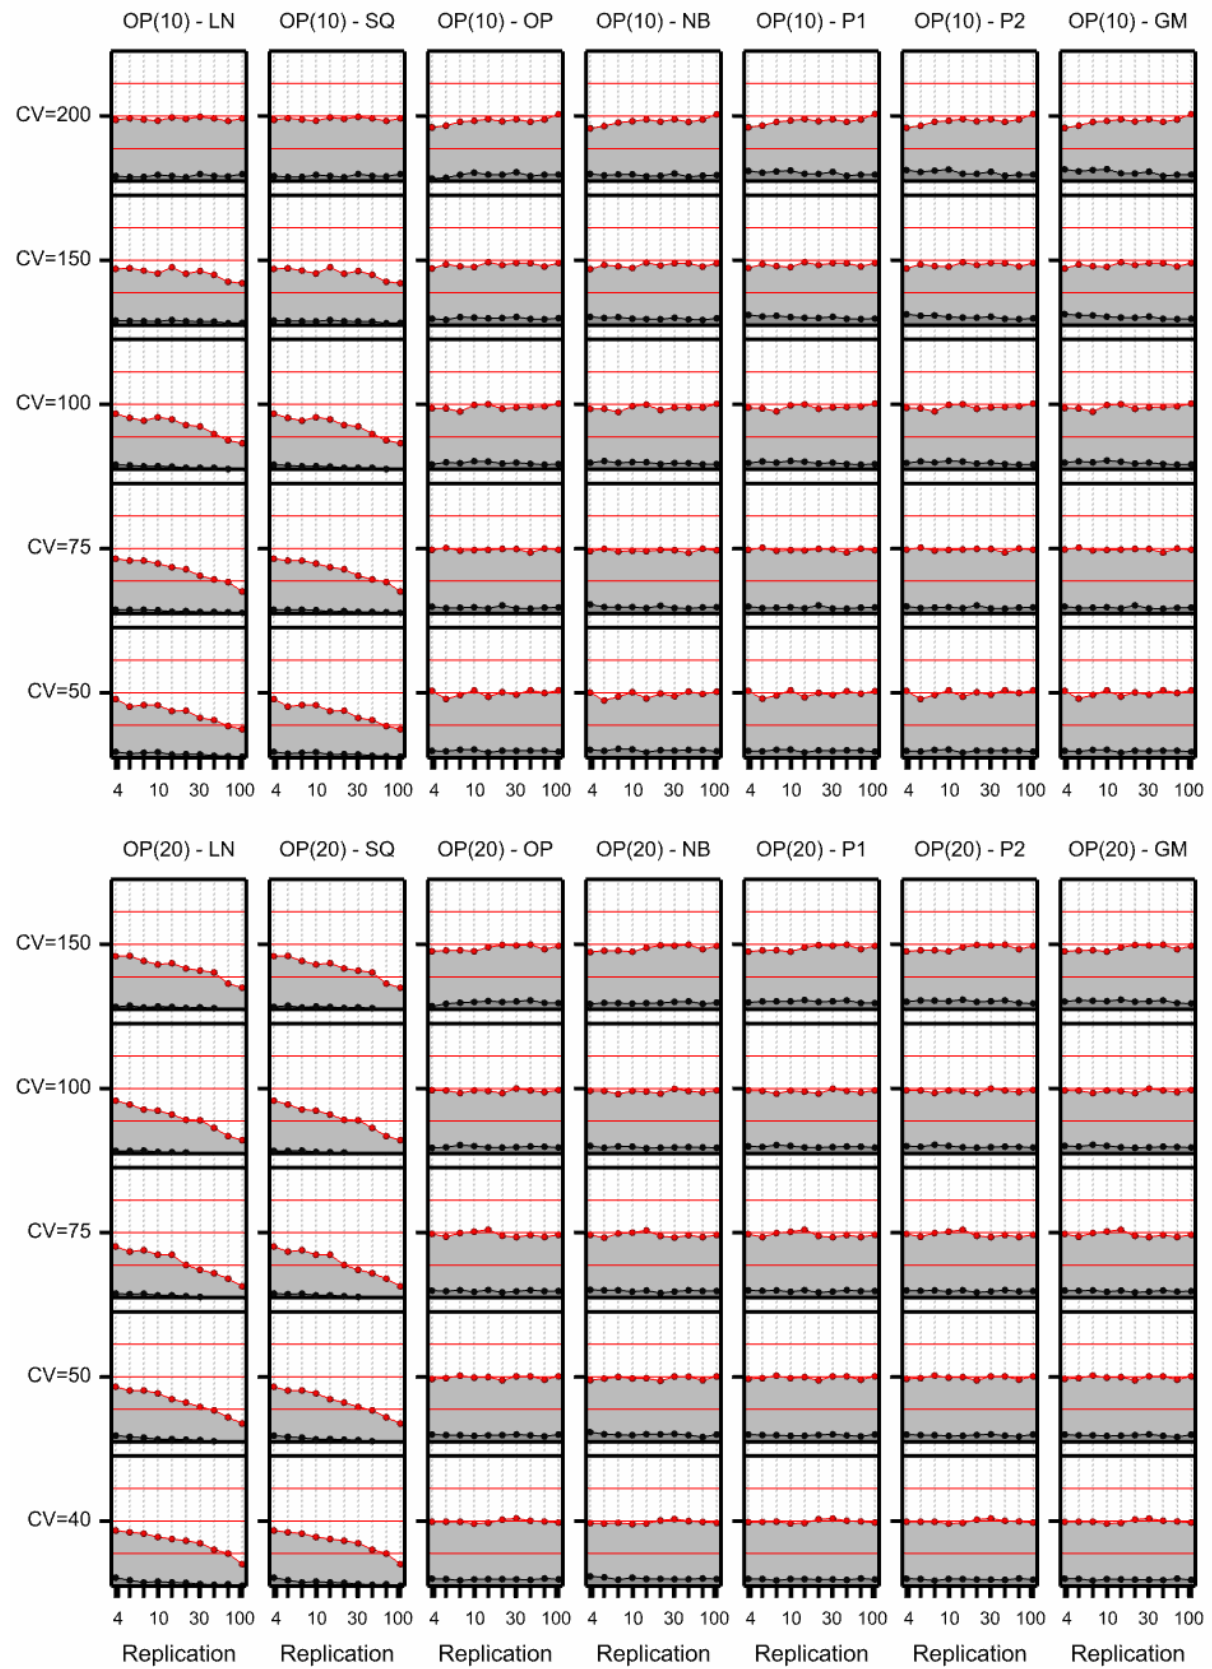 OP(10) - LN OP(10) - SQ OP(10) - OP OP(10) - NB OP(10) - P1 OP(10) - P2 OP(10) - GM
CV=200
CV=150
CV=100
CV=75
CV=50
4 10 30 100 4 10 30 100 4 10 30 100 4 10 30 100 4 10 30 100 4 10 30 100 4 10 30 100
OP(20) - LN OP(20) - SQ OP(20) - OP OP(20) - NB OP(20) - P1 OP(20) - P2 OP(20) - GM
CV=150
CV=100
CV=75
CV=50
CV=40
4 10 30 100 4 10 30 100 4 10 30 100 4 10 30 100 4 10 30 100 4 10 30 100 4 10 30 100
Replication Replication Replication Replication Replication Replication Replication